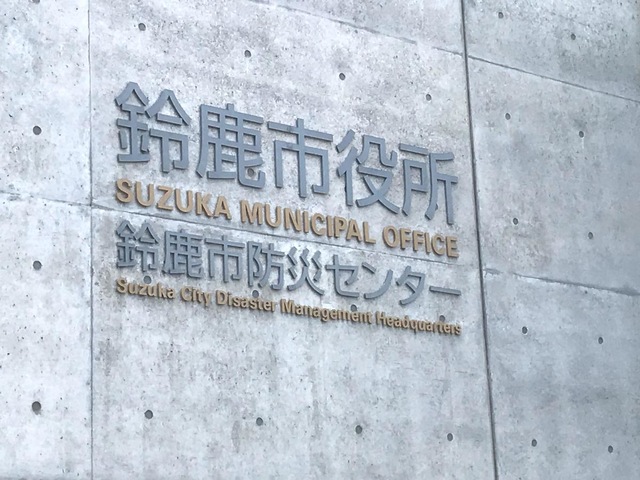 鈴鹿市役所
SUZUKA MUNICIPAL OFFICE
鈴鹿市防災センター
Suzuka City Disaster Management Headquarters